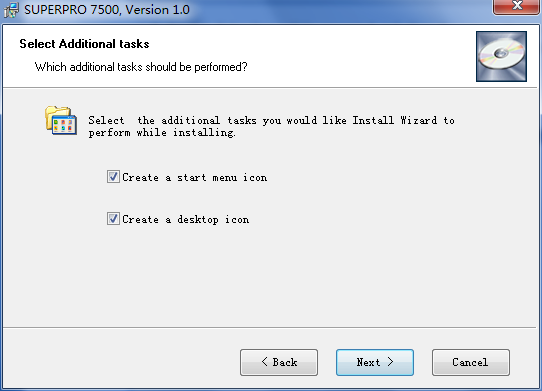 SUPERPRO 7500, Version 1.0
Select Additional tasks
Which additional tasks should be performed?
Select the additional tasks you would like Install Wizard to
perform while installing.
Create a start menu icon
Create a desktop icon
< Back
Next >
Cancel